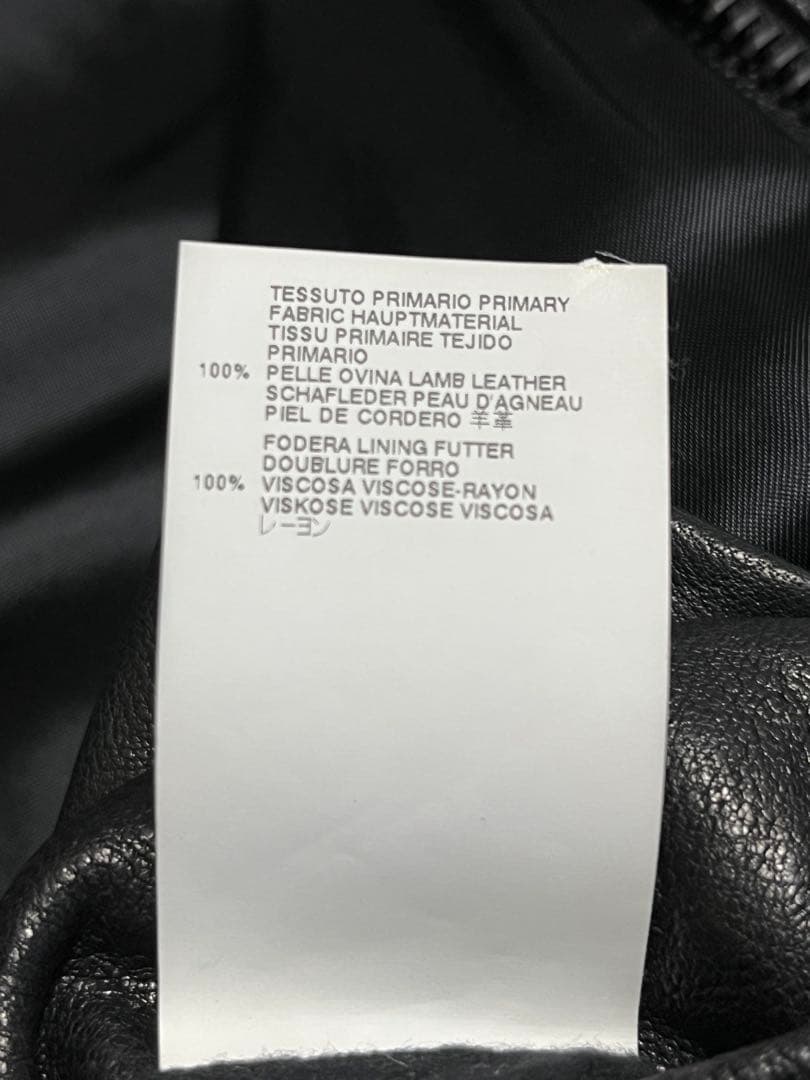 TESSUTO PRIMARIO PRIMARY
FABRIC HAUPTMATERIAL
TISSU PRIMAIRE TEJIDO
PRIMARIO
100% PELLE OVINA LAMB LEATHER
SCHAFLEDER PEAU D'AGNEAU
PIEL DE CORDERO 羊革
FODERA LINING FUTTER
DOUBLURE FORRO
100% VISCOSA VISCOSE-RAYON
VISKOSE VISCOSE VISCOSA
レーヨン